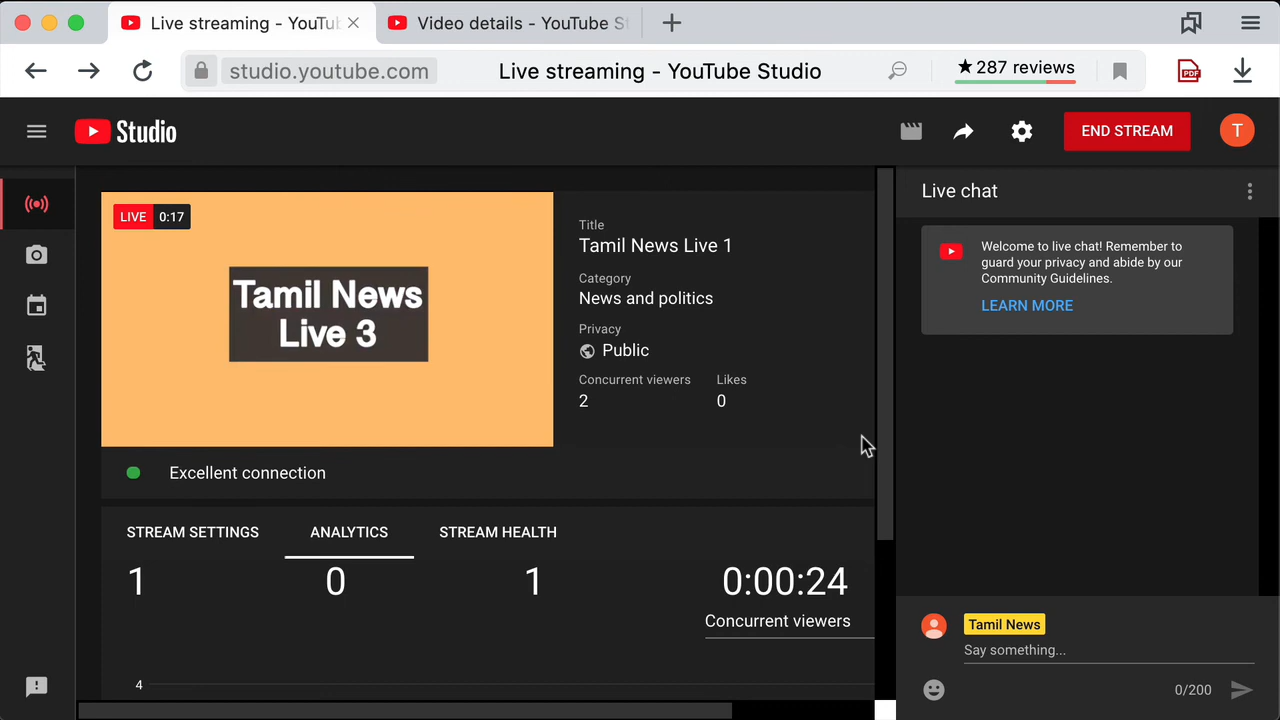 Live streaming - YouTub
Video details - YouTube St
studio.youtube.com
Live streaming - YouTube Studio
★ 287 reviews
PDF
Studio
END STREAM
T
LIVE 0:17
Tamil News
Live 3
Title
Tamil News Live 1
Category
News and politics
Privacy
Public
Concurrent viewers Likes
2 0
Excellent connection
STREAM SETTINGS ANALYTICS STREAM HEALTH
1 0 1 0:00:24
Concurrent viewers
4
Live chat
Welcome to live chat! Remember to
guard your privacy and abide by our
Community Guidelines.
LEARN MORE
Tamil News
Say something...
0/200